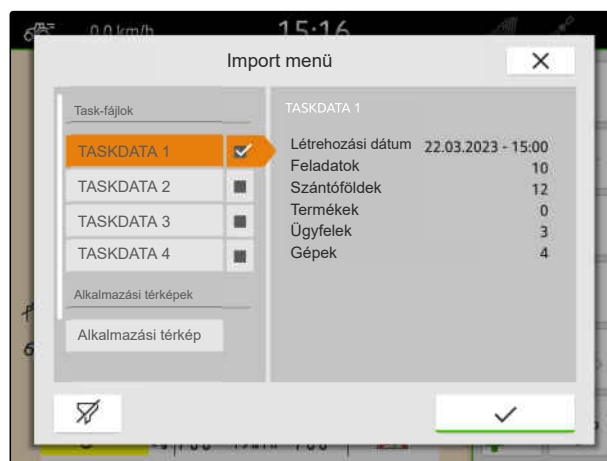 0.0 km/h
15:16
Import menü
Task-fájlok
TASKDATA 1
TASKDATA 2
TASKDATA 3
TASKDATA 4
Alkalmazási térképek
Alkalmazási térkép
TASKDATA 1
Létrehozási dátum 22.03.2023 - 15:00
Feladatok 10
Szántóföldek 12
Termékek 0
Ügyfelek 3
Gépek 4